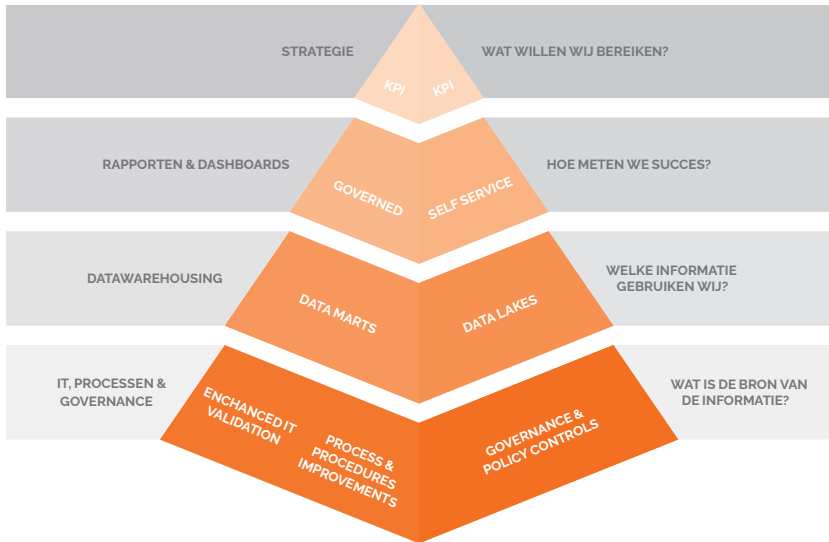 STRATEGIE
KPI
KPI
WAT WILLEN WIJ BEREIKEN?
RAPPORTEN & DASHBOARDS
GOVERNED
SELF SERVICE
HOE METEN WE SUCCES?
DATAWAREHOUSING
DATA MARTS
DATA LAKES
WELKE INFORMATIE
GEBRUIKEN WIJ?
IT, PROCESSEN &
GOVERNANCE
ENCHANCED IT
VALIDATION
PROCESS &
PROCEDURES
IMPROVEMENTS
GOVERNANCE &
POLICY CONTROLS
WAT IS DE BRON VAN
DE INFORMATIE?